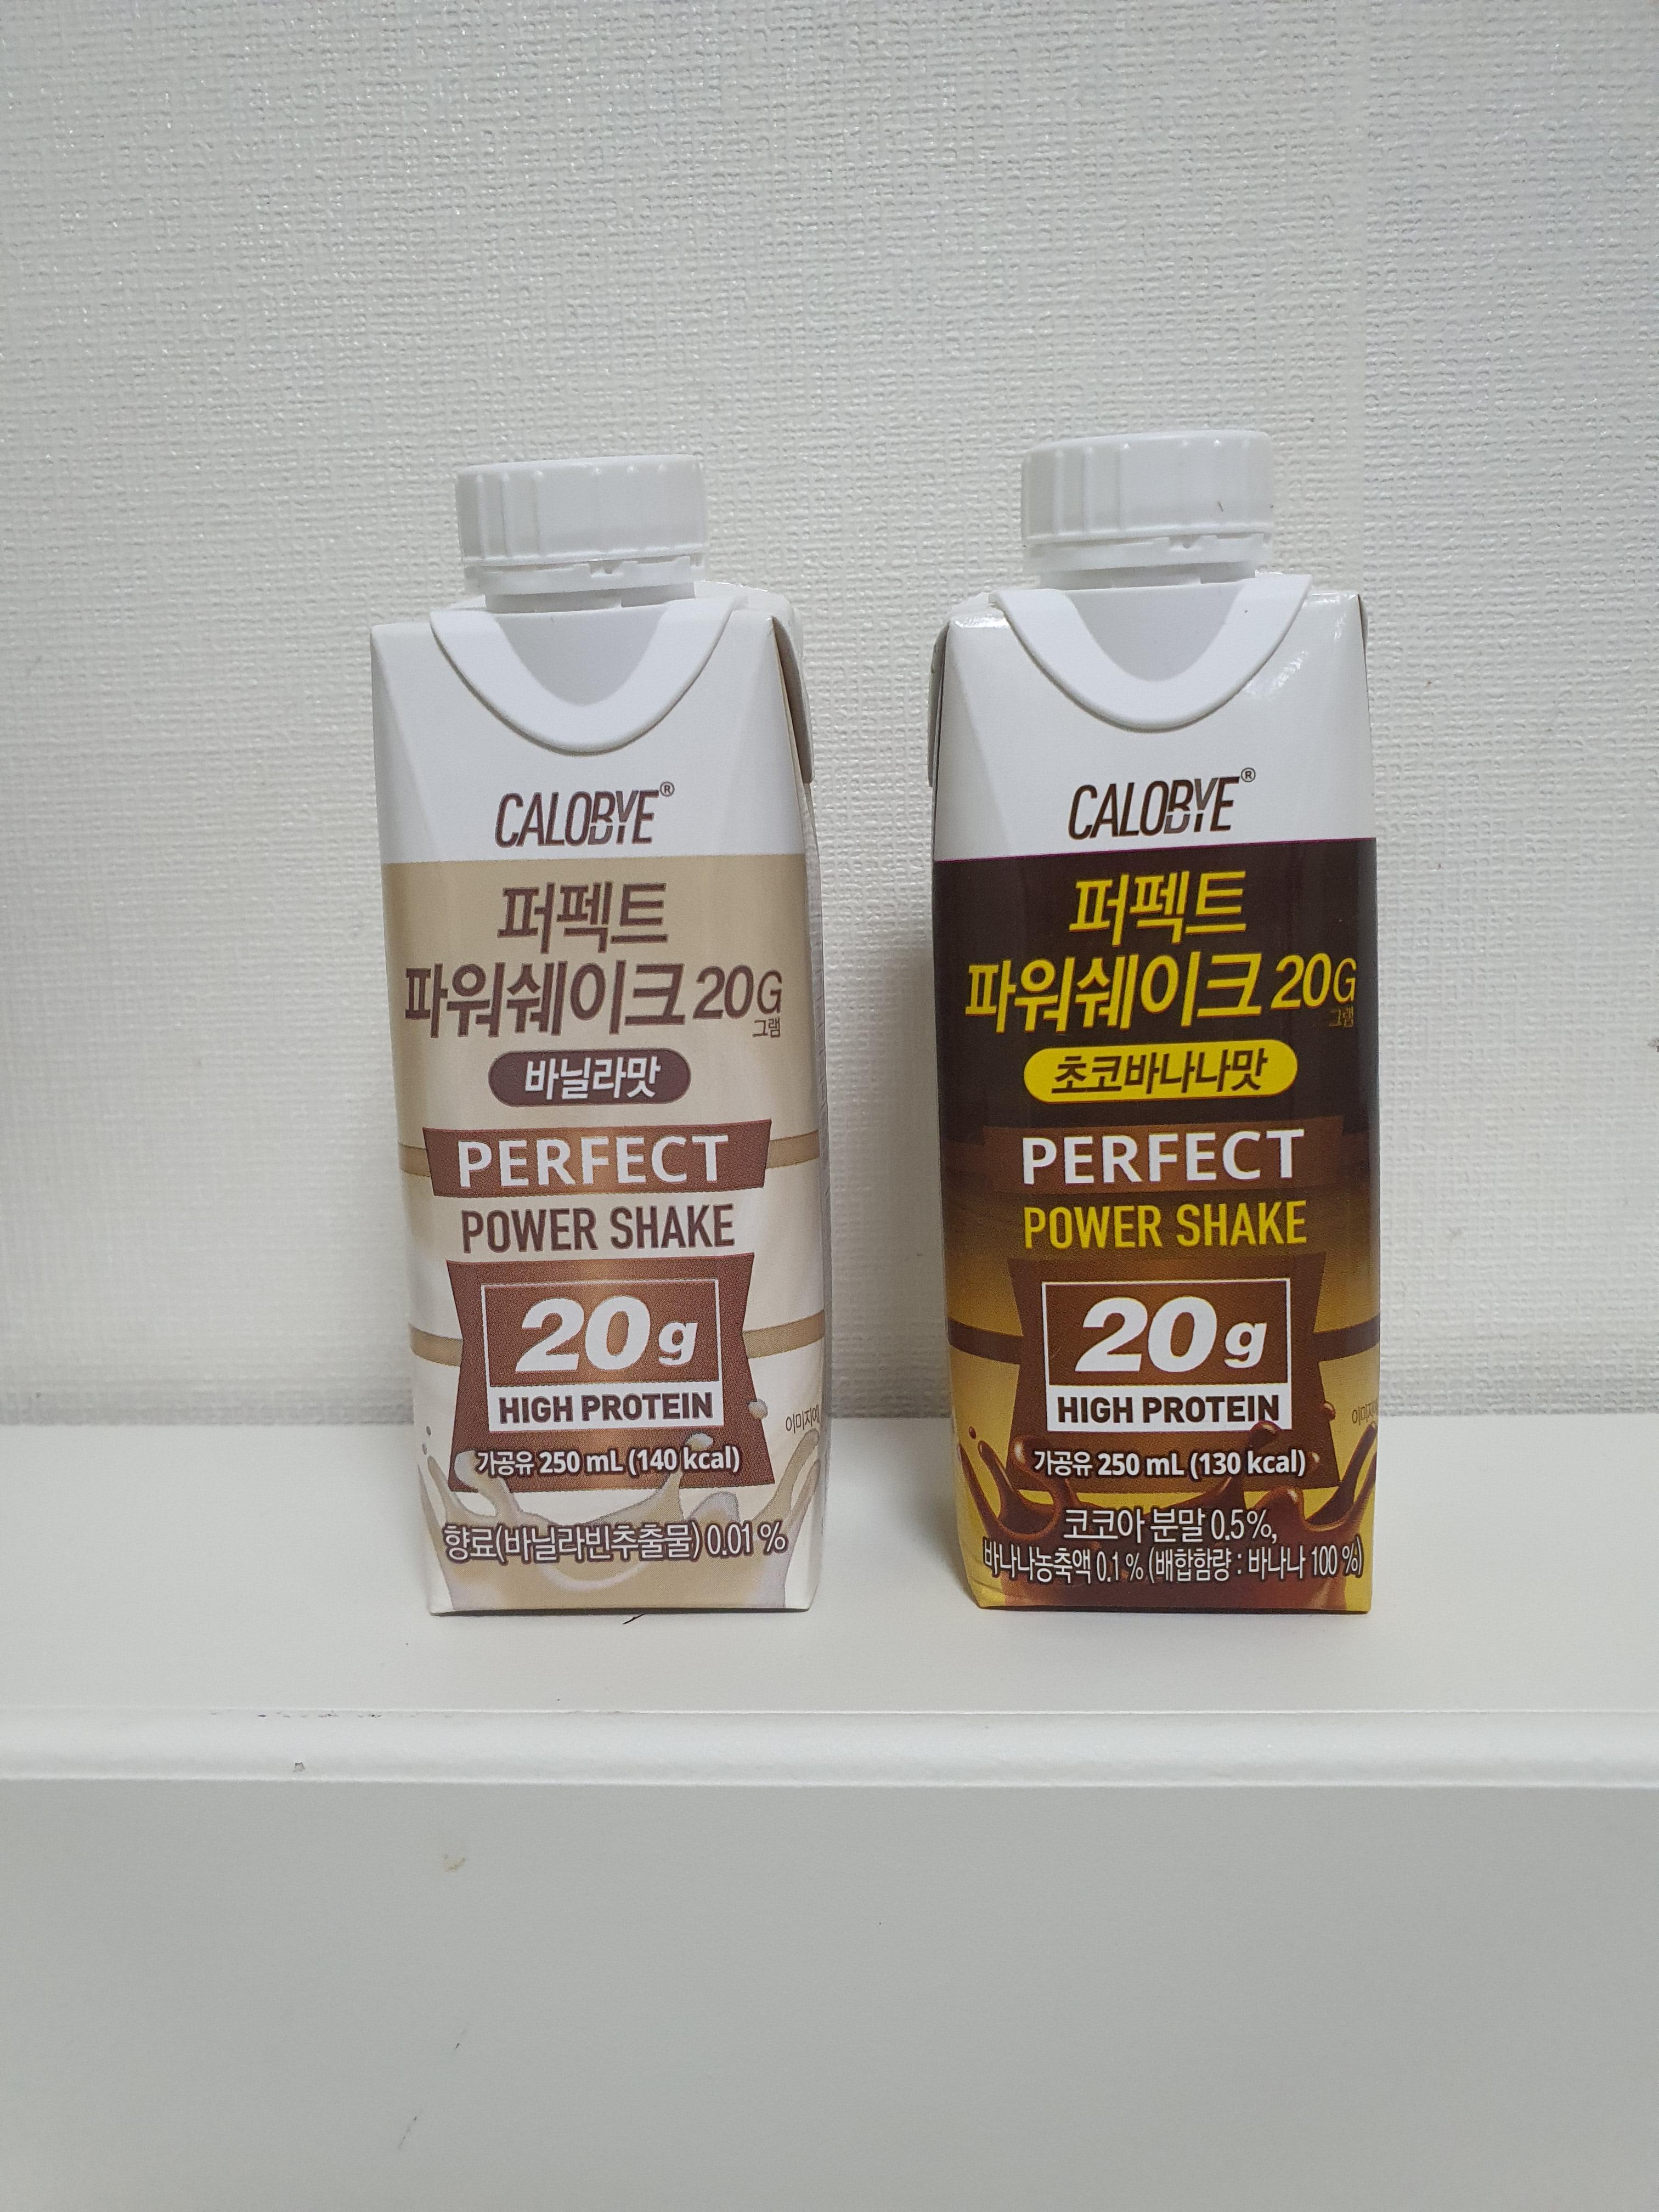 CALOBYE®
퍼펙트
파워쉐이크 20G
그램
바닐라맛
PERFECT
POWER SHAKE
20g
HIGH PROTEIN
가공유 250 mL (140 kcal)
향료(바닐라빈추출물) 0.01 %
CALOBYE®
퍼펙트
파워쉐이크 20G
그램
초코바나나맛
PERFECT
POWER SHAKE
20g
HIGH PROTEIN
가공유 250 mL (130 kcal)
코코아 분말 0.5%,
바나나농축액 0.1 % (배합함량 : 바나나 100 %)